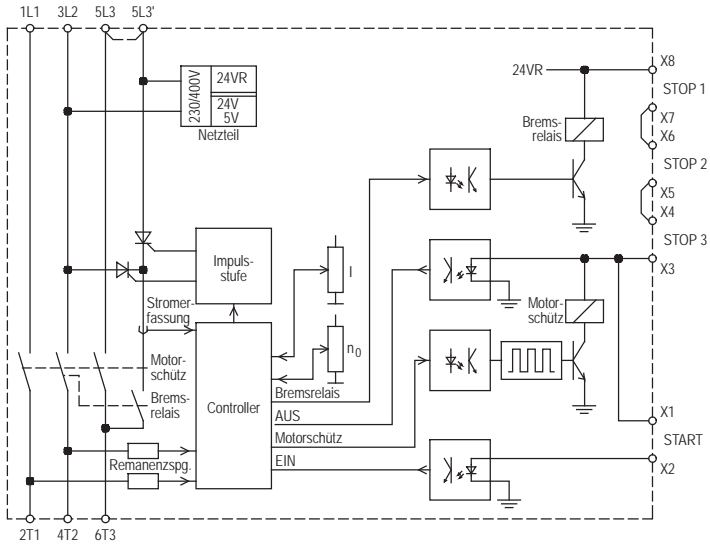 1L1 3L2 5L3 5L3'
230/400V
24VR
24V
5V
Netzteil
24VR
X8
STOP 1
Brems-
relais
X7
X6
STOP 2
X5
X4
STOP 3
X3
Impuls-
stufe
I
Stromer-
fassung
n0
Motor-
schütz
Motor-
schütz
Brems-
relais
Controller
Bremsrelais
AUS
Motorschütz
EIN
X1
START
X2
Remanenzspg.
2T1 4T2 6T3